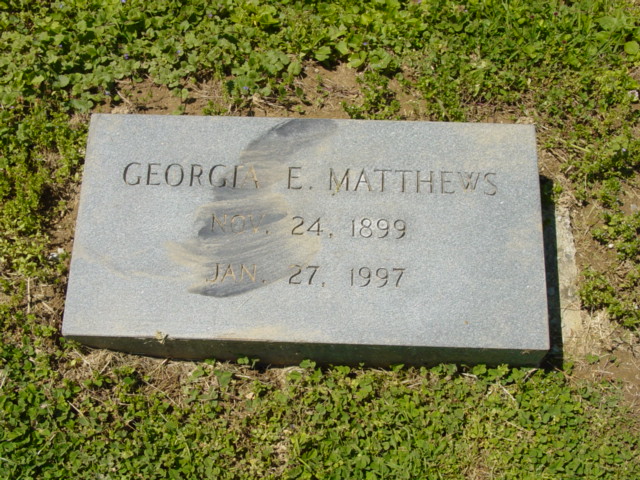 GEORGIA E. MATTHEWS
NOV. 24, 1899
JAN. 27, 1997